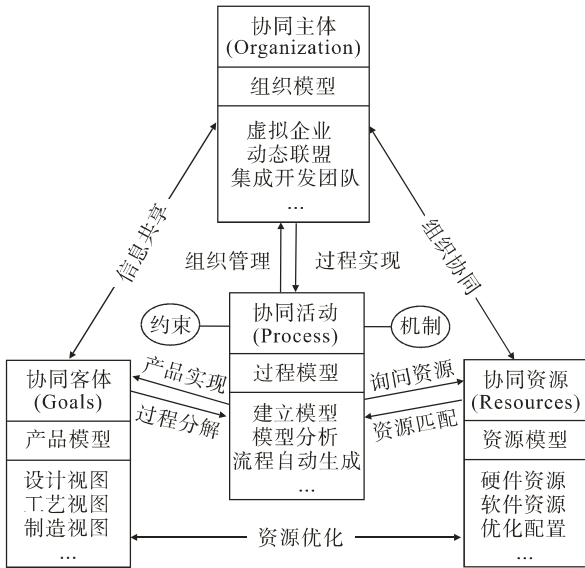 协同主体
(Organization)
组织模型
虚拟企业
动态联盟
集成开发团队
...
信息共享
组织管理
过程实现
组织协同
约束
协同活动
(Process)
机制
过程模型
建立模型
模型分析
流程自动生成
...
产品实现
过程分解
询问资源
资源匹配
协同客体
(Goals)
产品模型
设计视图
工艺视图
制造视图
...
协同资源
(Resources)
资源模型
硬件资源
软件资源
优化配置
...
资源优化